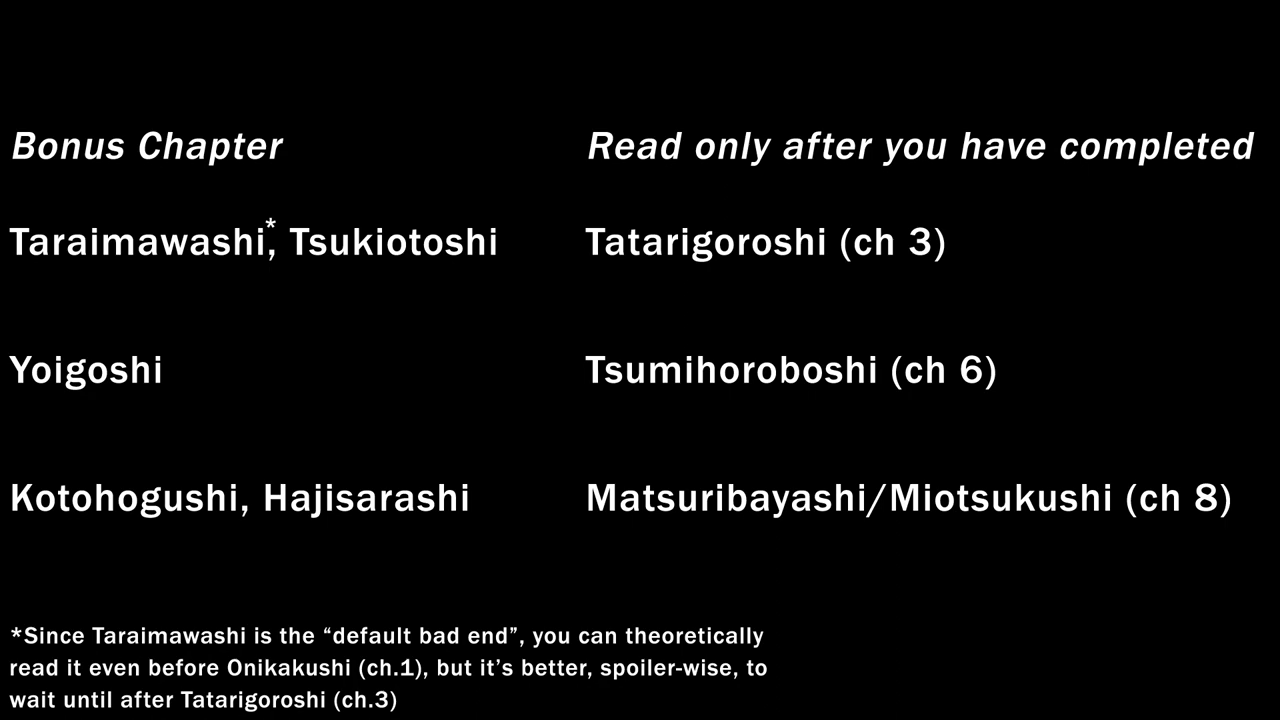 Bonus Chapter Read only after you have completed
Taraimawashi*, Tsukiotoshi Tatarigoroshi (ch 3)
Yoigoshi Tsumihoroboshi (ch 6)
Kotohogushi, Hajisarashi Matsuribayashi/Miotsukushi (ch 8)
*Since Taraimawashi is the “default bad end”, you can theoretically
read it even before Onikakushi (ch.1), but it’s better, spoiler-wise, to
wait until after Tatarigoroshi (ch.3)